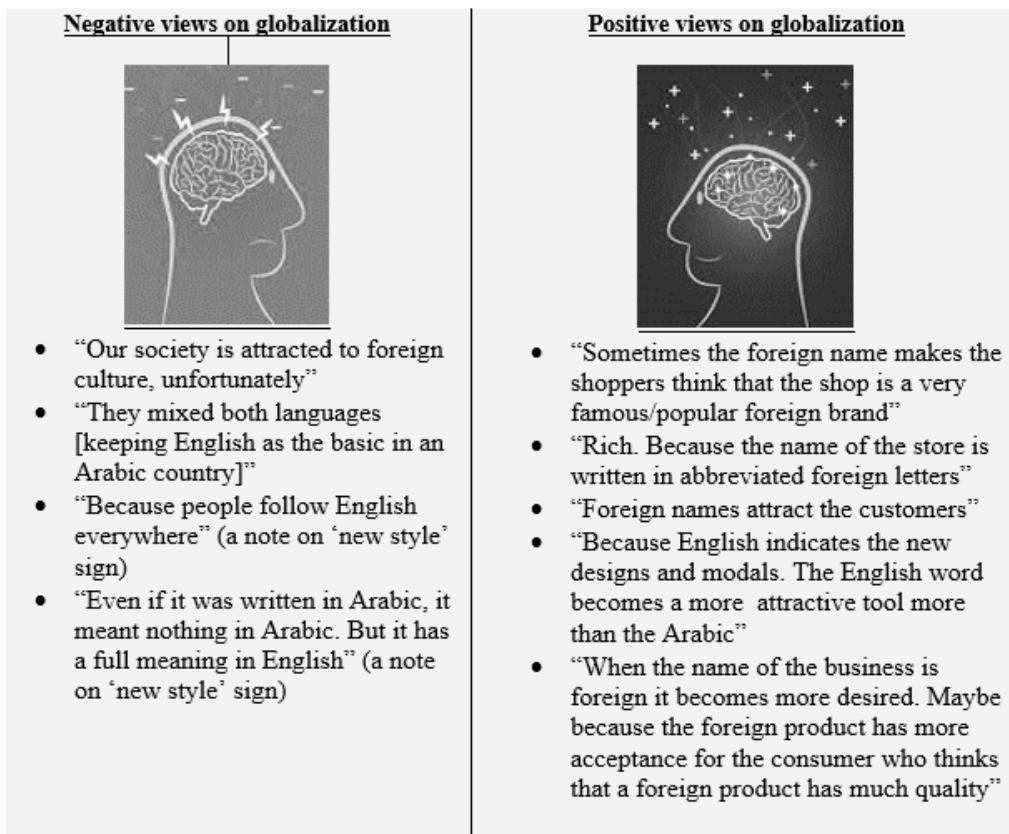 Negative views on globalization
• “Our society is attracted to foreign
culture, unfortunately”
• “They mixed both languages
[keeping English as the basic in an
Arabic country]”
• “Because people follow English
everywhere” (a note on ‘new style’
sign)
• “Even if it was written in Arabic, it
meant nothing in Arabic. But it has
a full meaning in English” (a note
on ‘new style’ sign)
Positive views on globalization
• “Sometimes the foreign name makes the
shoppers think that the shop is a very
famous/popular foreign brand”
• “Rich. Because the name of the store is
written in abbreviated foreign letters”
• “Foreign names attract the customers”
• “Because English indicates the new
designs and modals. The English word
becomes a more attractive tool more
than the Arabic”
• “When the name of the business is
foreign it becomes more desired. Maybe
because the foreign product has more
acceptance for the consumer who thinks
that a foreign product has much quality”